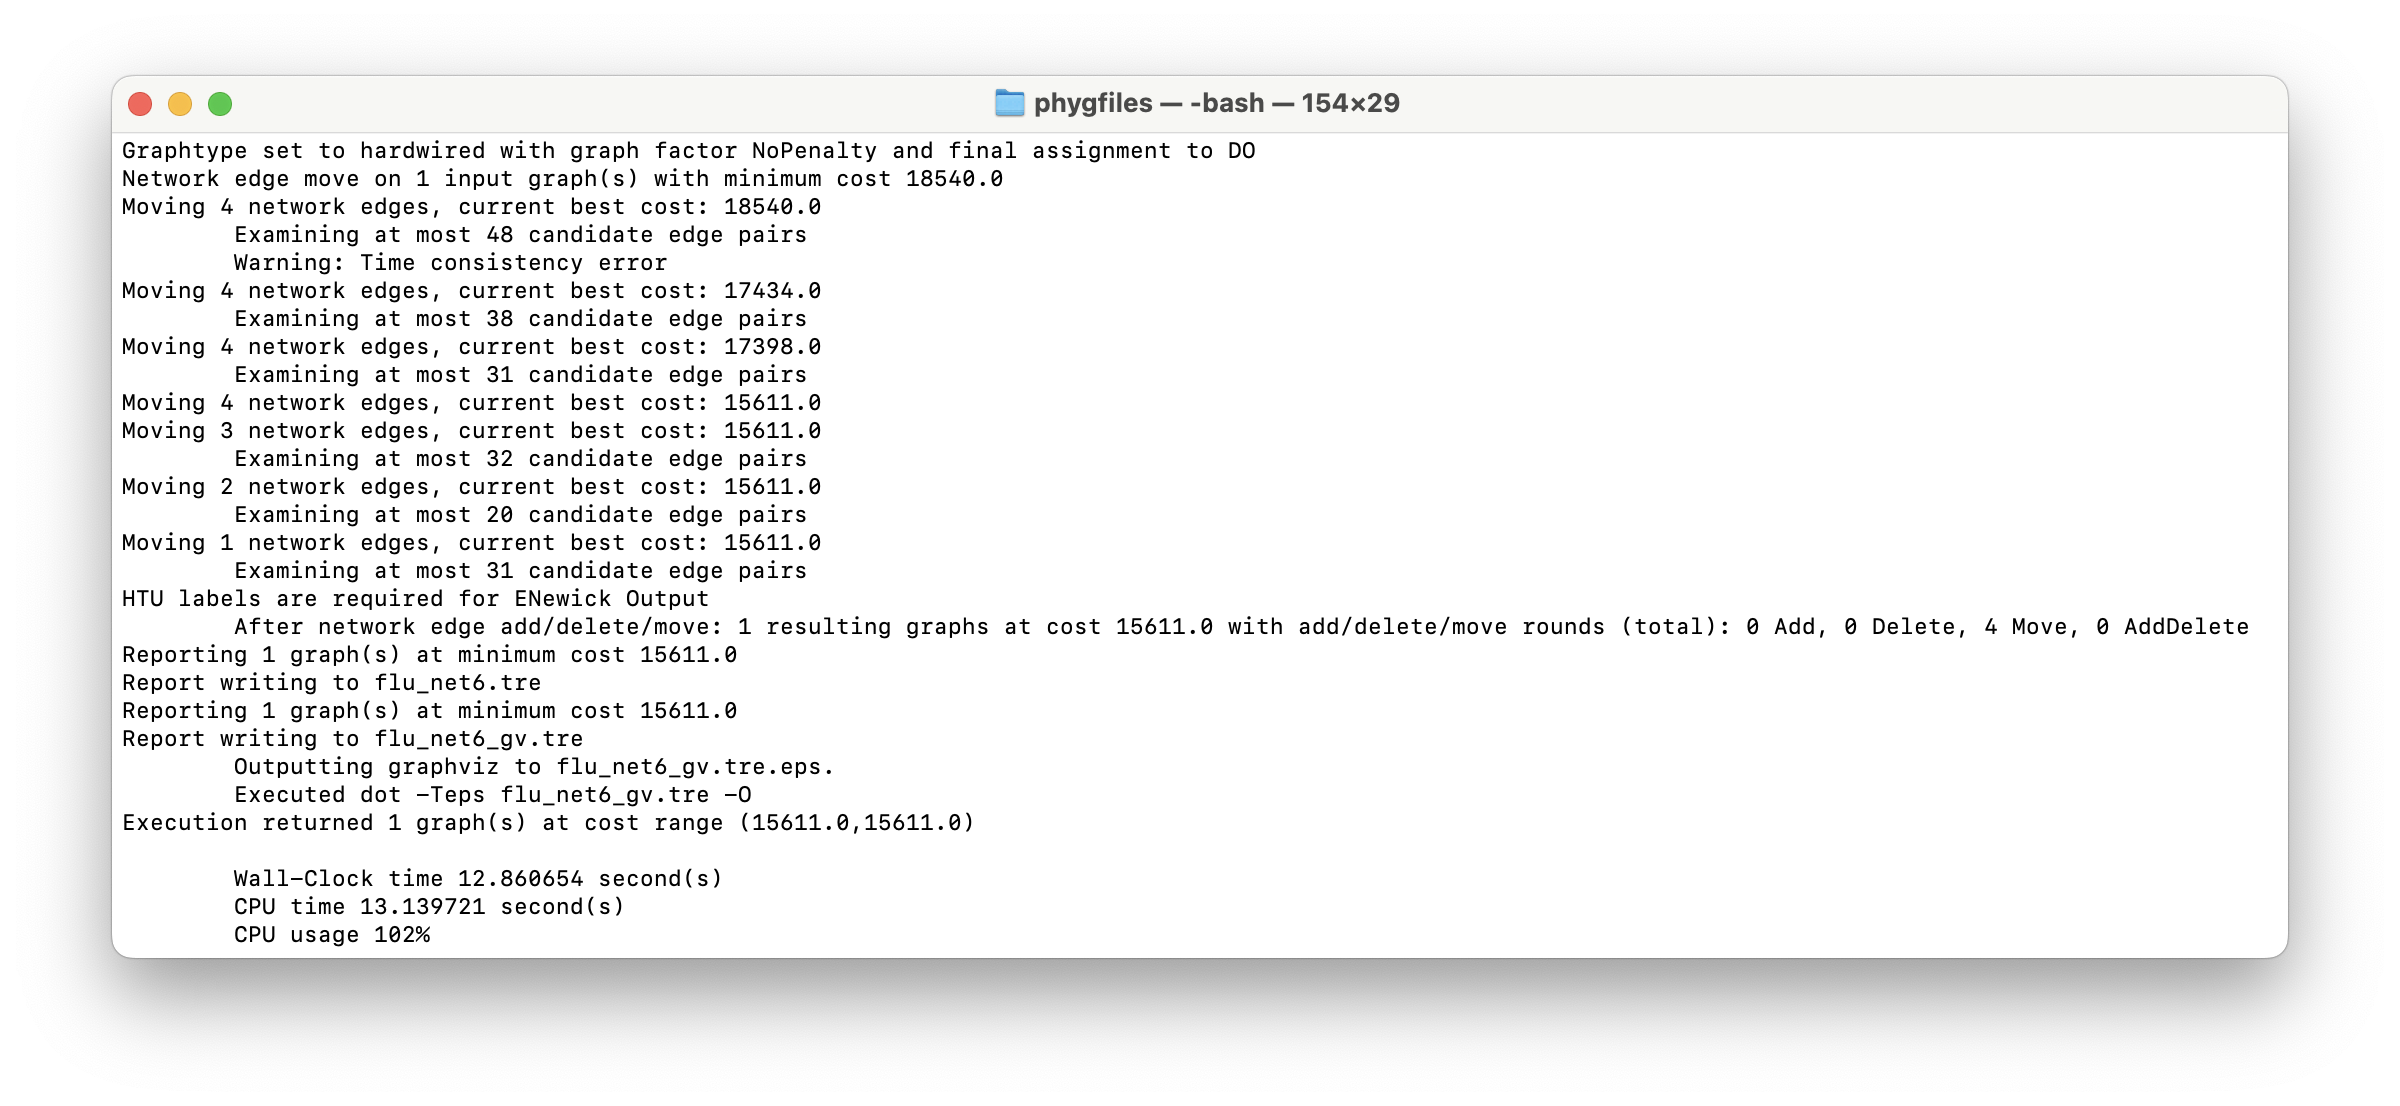 phygfiles — -bash — 154×29
Graphtype set to hardwired with graph factor NoPenalty and final assignment to DO
Network edge move on 1 input graph(s) with minimum cost 18540.0
Moving 4 network edges, current best cost: 18540.0
Examining at most 48 candidate edge pairs
Warning: Time consistency error
Moving 4 network edges, current best cost: 17434.0
Examining at most 38 candidate edge pairs
Moving 4 network edges, current best cost: 17398.0
Examining at most 31 candidate edge pairs
Moving 4 network edges, current best cost: 15611.0
Moving 3 network edges, current best cost: 15611.0
Examining at most 32 candidate edge pairs
Moving 2 network edges, current best cost: 15611.0
Examining at most 20 candidate edge pairs
Moving 1 network edges, current best cost: 15611.0
Examining at most 31 candidate edge pairs
HTU labels are required for ENewick Output
After network edge add/delete/move: 1 resulting graphs at cost 15611.0 with add/delete/move rounds (total): 0 Add, 0 Delete, 4 Move, 0 AddDelete
Reporting 1 graph(s) at minimum cost 15611.0
Report writing to flu_net6.tre
Reporting 1 graph(s) at minimum cost 15611.0
Report writing to flu_net6_gv.tre
Outputting graphviz to flu_net6_gv.tre.eps.
Executed dot -Teps flu_net6_gv.tre -O
Execution returned 1 graph(s) at cost range (15611.0,15611.0)
Wall-Clock time 12.860654 second(s)
CPU time 13.139721 second(s)
CPU usage 102%